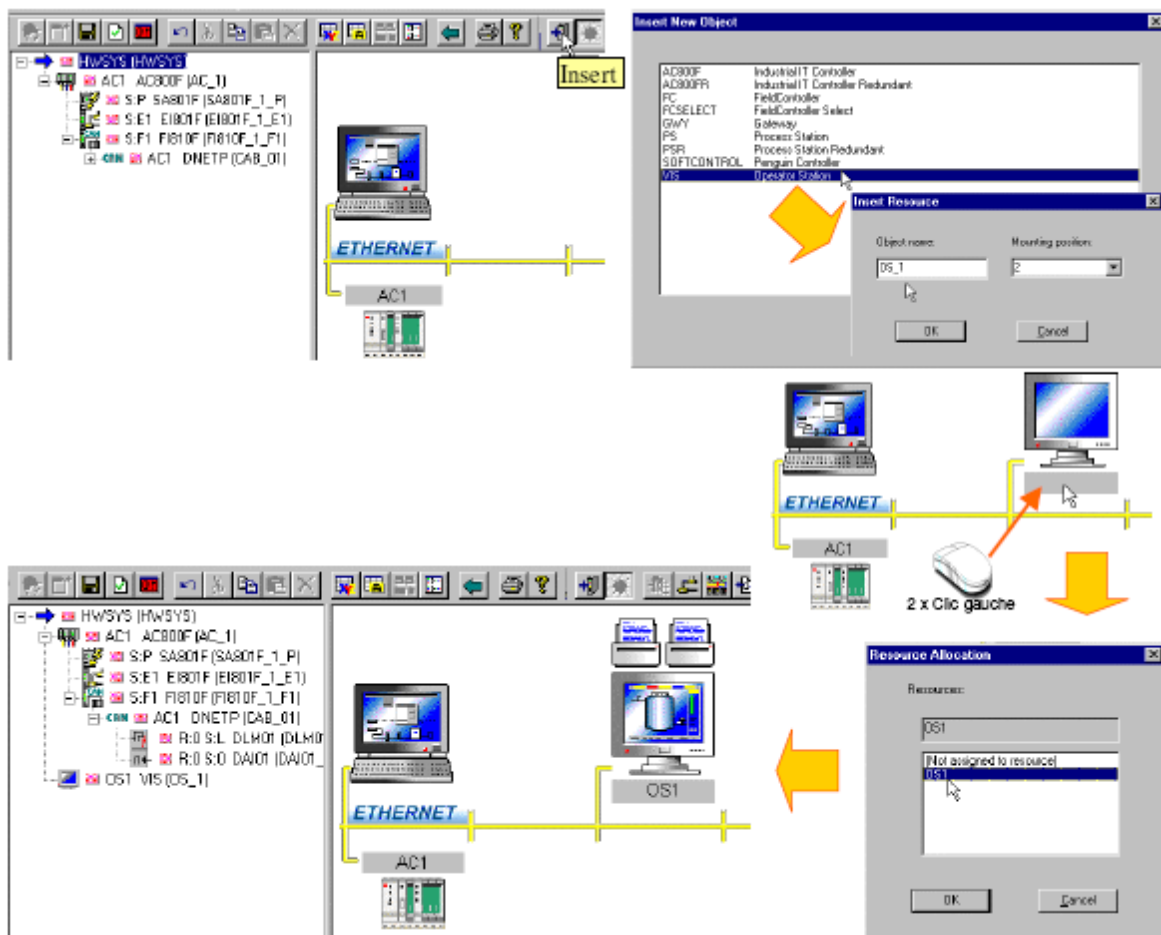 HWSYS (HWSYS)
AC1 AC800F (AC_1)
S:P SA801F (SA801F_1_P)
S:E1 EI801F (EI801F_1_E1)
S:F1 FI810F (FI810F_1_F1)
CAN AC1 DNETP (CAB_01)
Insert
ETHERNET
AC1
Insert New Object
AC800F Industrial IT Controller
AC800FR Industrial IT Controller Redundant
FC FieldController
FCSELECT FieldController Select
GWY Gateway
PS Process Station
PSR Process Station Redundant
SOFTCONTROL Penguin Controller
VIS Operator Station
Insert Resource
Object name: Mounting position:
OS_1 2
OK Cancel
ETHERNET
AC1
2 x Clic gauche
HWSYS (HWSYS)
AC1 AC800F (AC_1)
S:P SA801F (SA801F_1_P)
S:E1 EI801F (EI801F_1_E1)
S:F1 FI810F (FI810F_1_F1)
CAN AC1 DNETP (CAB_01)
R:0 S:L DLM01 (DLM0
R:0 S:0 DAI01 (DAI01_
OS1 VIS (OS_1)
ETHERNET
OS1
AC1
Resource Allocation
Resources:
OS1
[Not assigned to resource]
OS1
OK Cancel